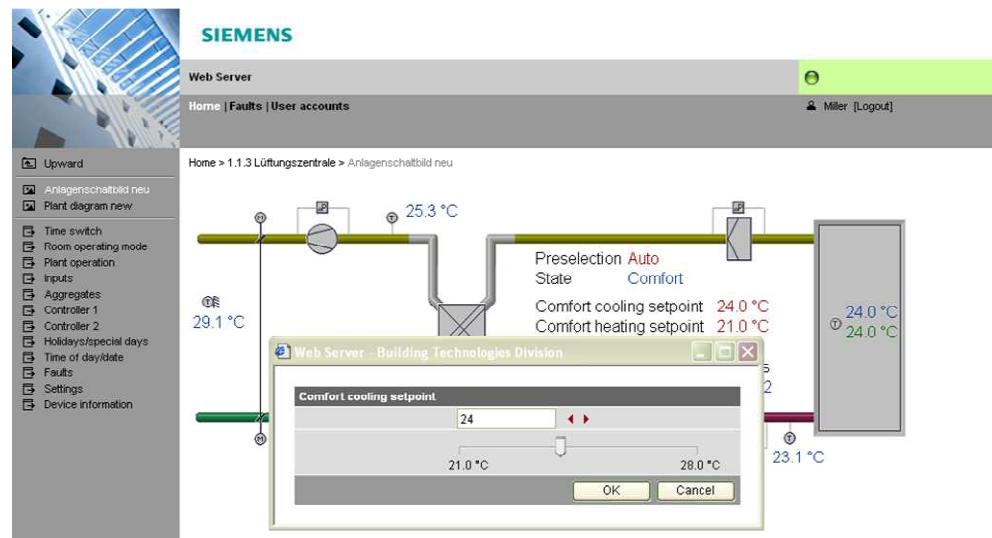 SIEMENS
Web Server
Home | Faults | User accounts
Miller [Logout]
Upward
Home > 1.1.3 Lüftungszentrale > Anlagenschaltbild neu
Anlagenschaltbild neu
Plant diagram new
Time switch
Room operating mode
Plant operation
Inputs
Aggregates
Controller 1
Controller 2
Holidays/special days
Time of day/date
Faults
Settings
Device information
25.3 °C
Preselection Auto
State Comfort
Comfort cooling setpoint 24.0 °C
Comfort heating setpoint 21.0 °C
29.1 °C
24.0 °C
24.0 °C
Web Server - Building Technologies Division
s
2
Comfort cooling setpoint
24
21.0 °C 28.0 °C
OK Cancel
23.1 °C
M
M
T
T
T